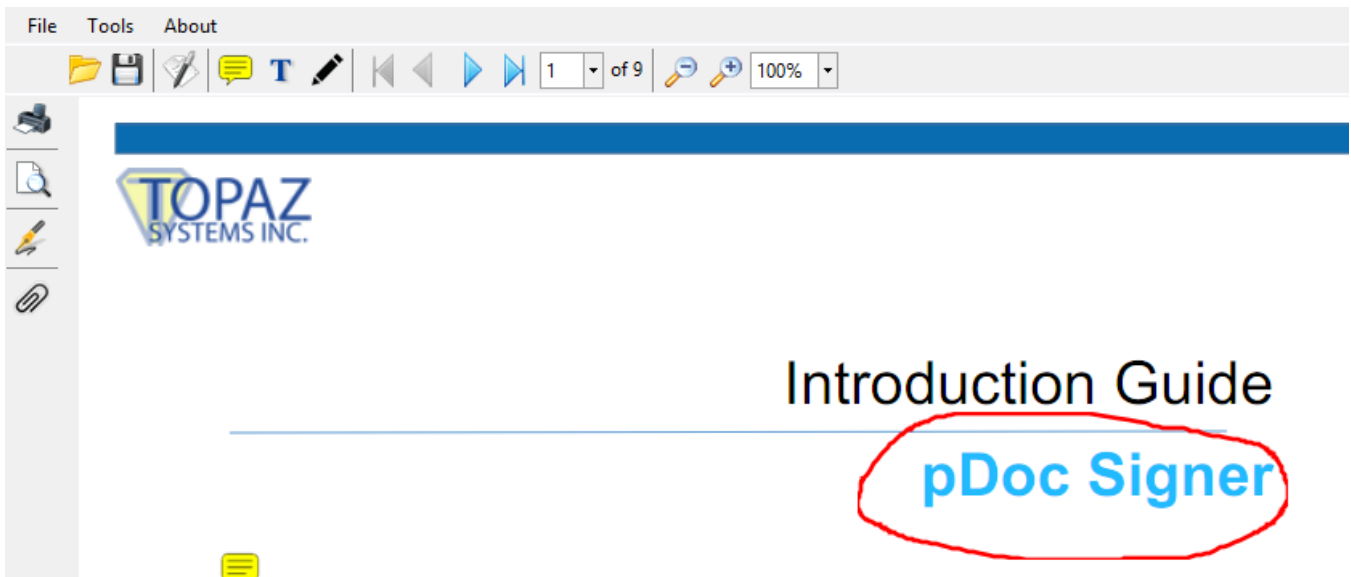 File Tools About
T 1 of 9 100%
TOPAZ
SYSTEMS INC.
Introduction Guide
pDoc Signer